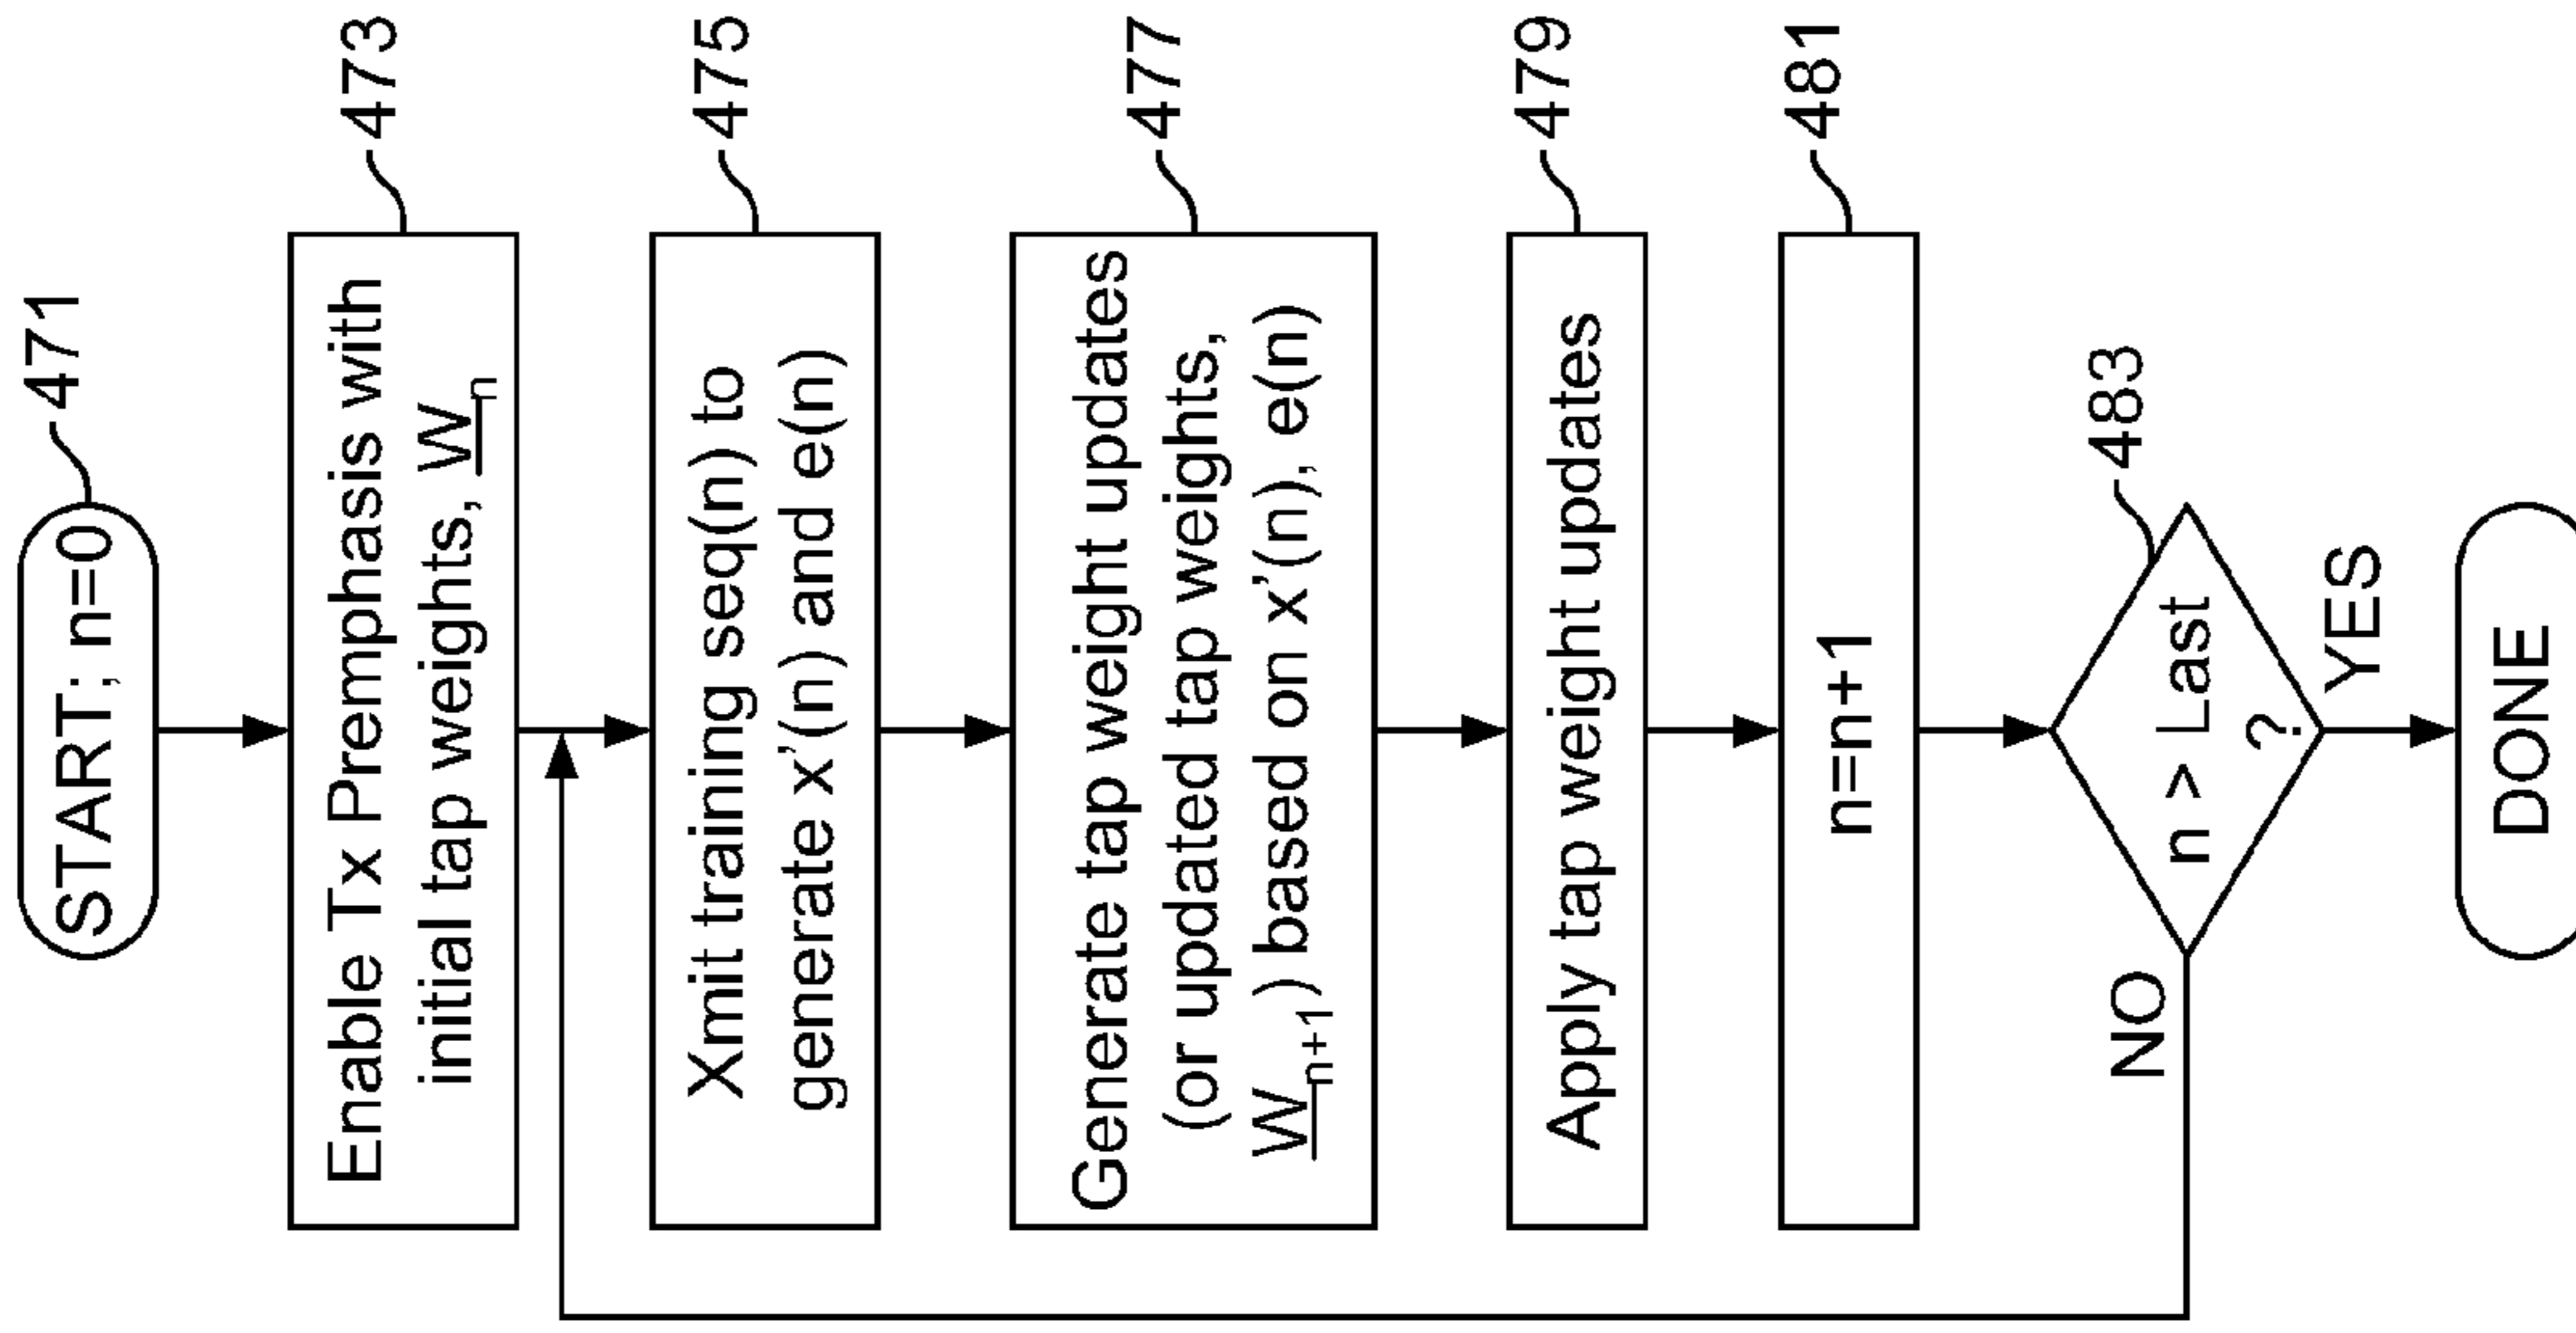 START; n=0
471
Enable Tx Premphasis with
initial tap weights, W_n
473
Xmit training seq(n) to
generate x'(n) and e(n)
475
Generate tap weight updates
(or updated tap weights,
W_n+1) based on x'(n), e(n)
477
Apply tap weight updates
479
n=n+1
481
n > Last
?
483
NO
YES
DONE